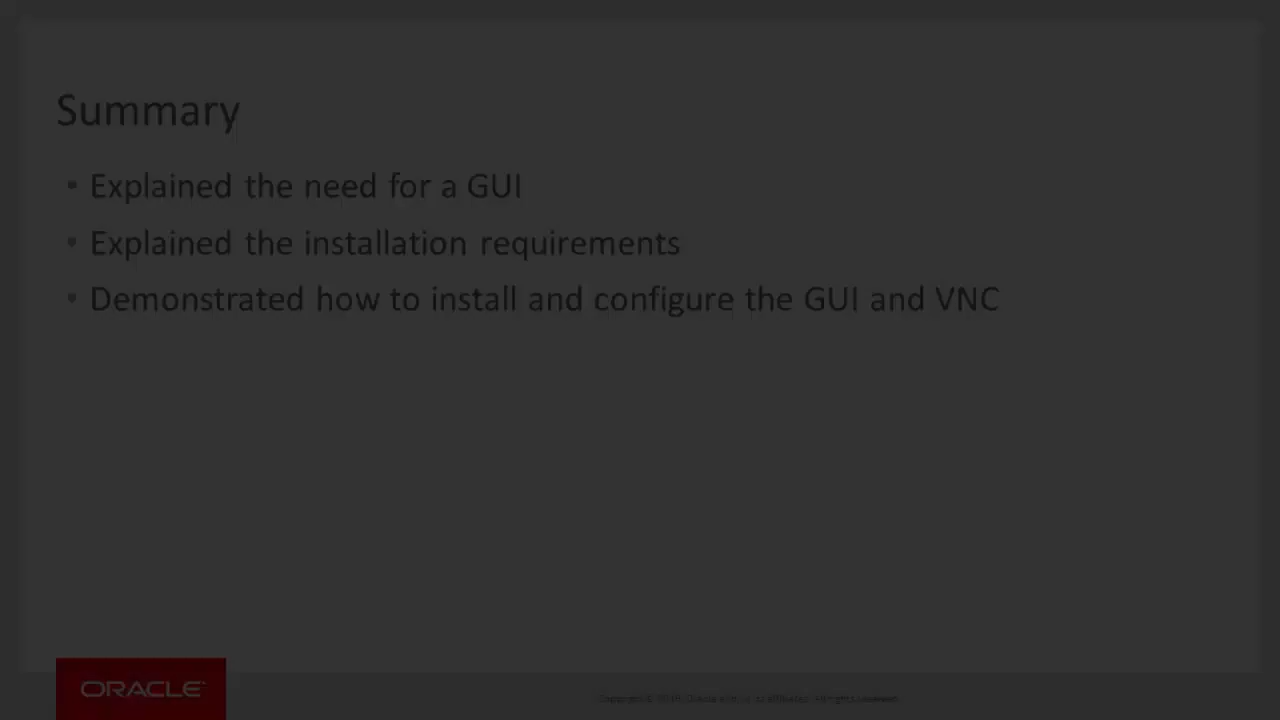 Summary
Explained the need for a GUI
Explained the installation requirements
Demonstrated how to install and configure the GUI and VNC
ORACLE